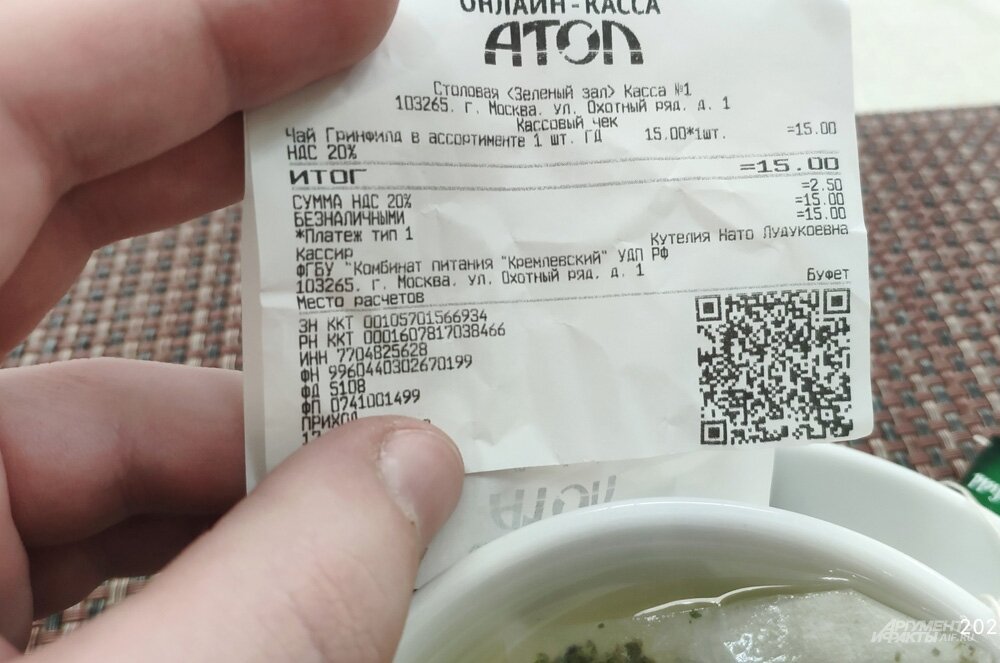 ОНЛАЙН-КАССА
АТОЛ
Столовая <Зеленый зал> Касса №1
103265. г. Москва. ул. Охотный ряд. д. 1
Кассовый чек
Чай Гринфилд в ассортименте 1 шт. ГД 15.00*1шт. =15.00
НДС 20%
ИТОГ =15.00
СУММА НДС 20% =2.50
БЕЗНАЛИЧНЫМИ =15.00
*Платеж тип 1 =15.00
Кассир Кутелия Нато Лудукоевна
ФГБУ "Комбинат питания "Кремлевский" УДП РФ
103265. г. Москва. ул. Охотный ряд. д. 1
Место расчетов Буфет
ЗН ККТ 00105701566934
РН ККТ 0001607817038466
ИНН 7704825628
ФН 9960440302670199
ФД 5108
ФП 0741001499
ПРИХОД
АТОЛ
АРГУМЕНТЫ
И ФАКТЫ AIF.RU
202